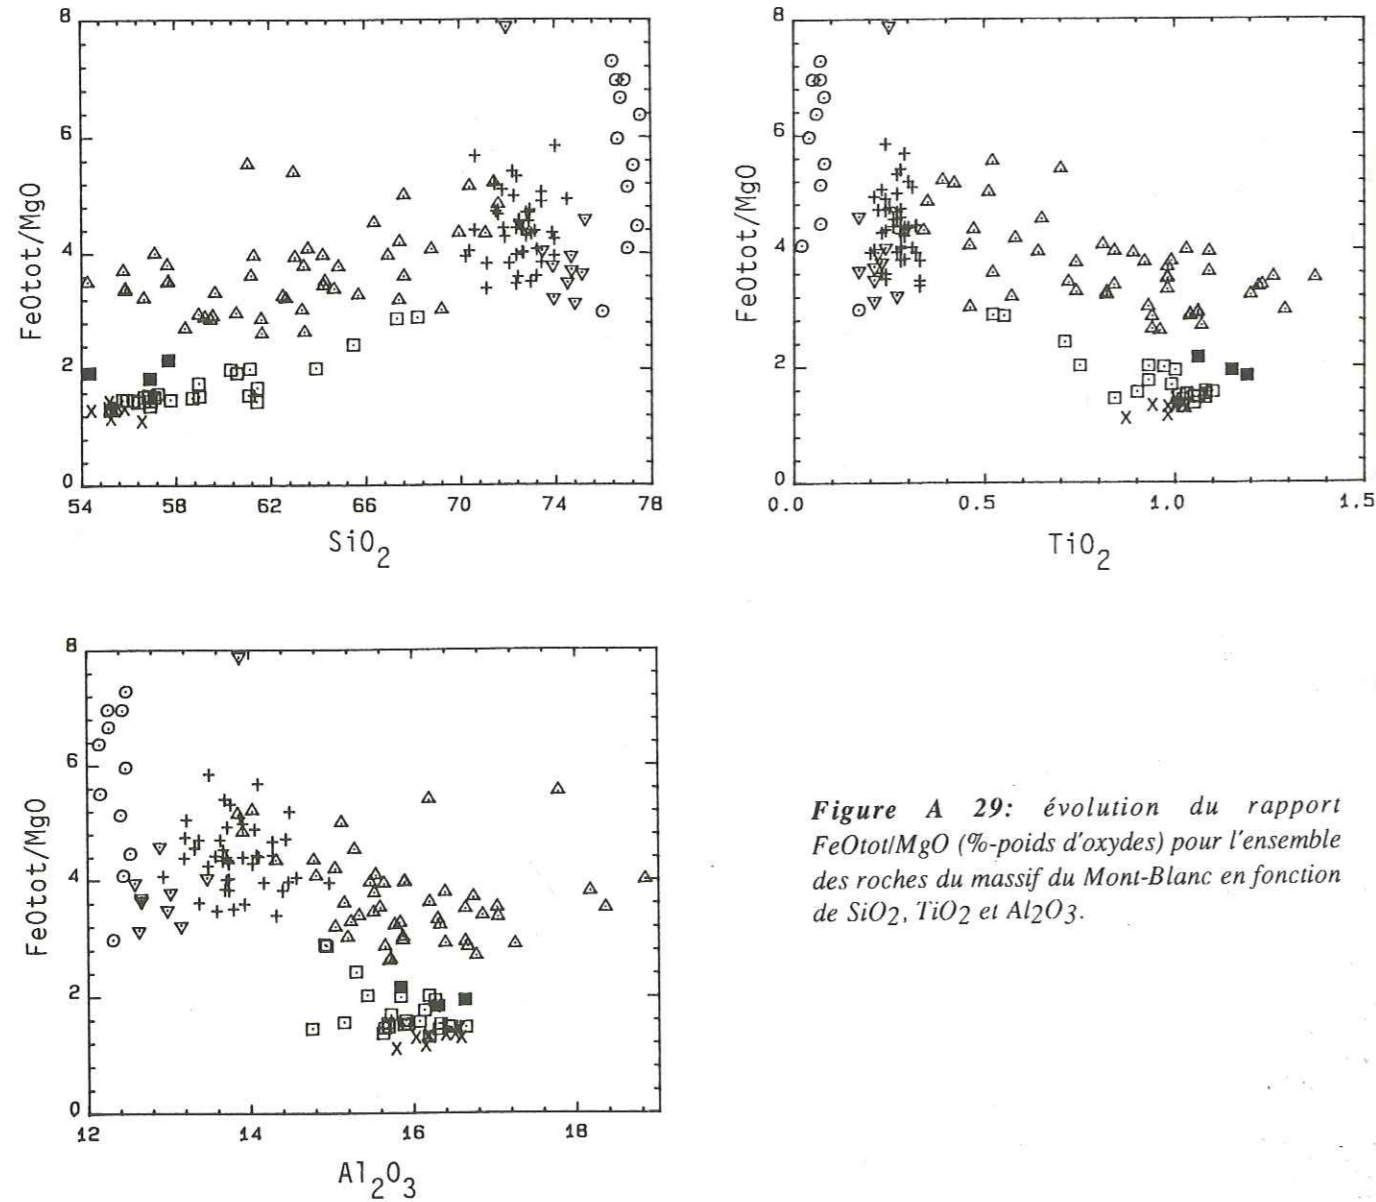 8
6
4
2
0
FeOtot/MgO
54 58 62 66 70 74 78
SiO2
8
6
4
2
0
FeOtot/MgO
0.0 0.5 1.0 1.5
TiO2
8
6
4
2
0
FeOtot/MgO
12 14 16 18
Al2O3
Figure A 29: évolution du rapport
FeOtot/MgO (%-poids d'oxydes) pour l'ensemble
des roches du massif du Mont-Blanc en fonction
de SiO2, TiO2 et Al2O3.